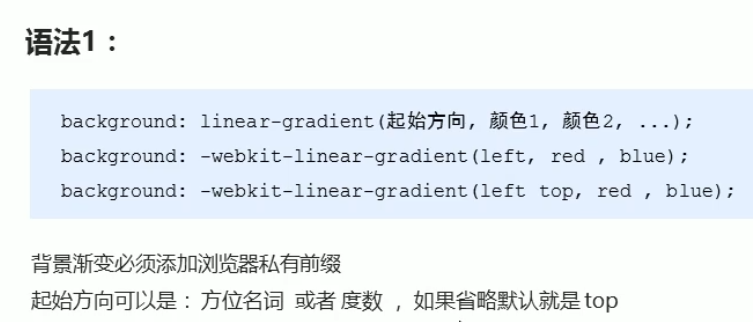 语法1：
background: linear-gradient(起始方向, 颜色1, 颜色2, ...);
background: -webkit-linear-gradient(left, red , blue);
background: -webkit-linear-gradient(left top, red , blue);
背景渐变必须添加浏览器私有前缀
起始方向可以是：方位名词 或者 度数 ，如果省略默认就是 top